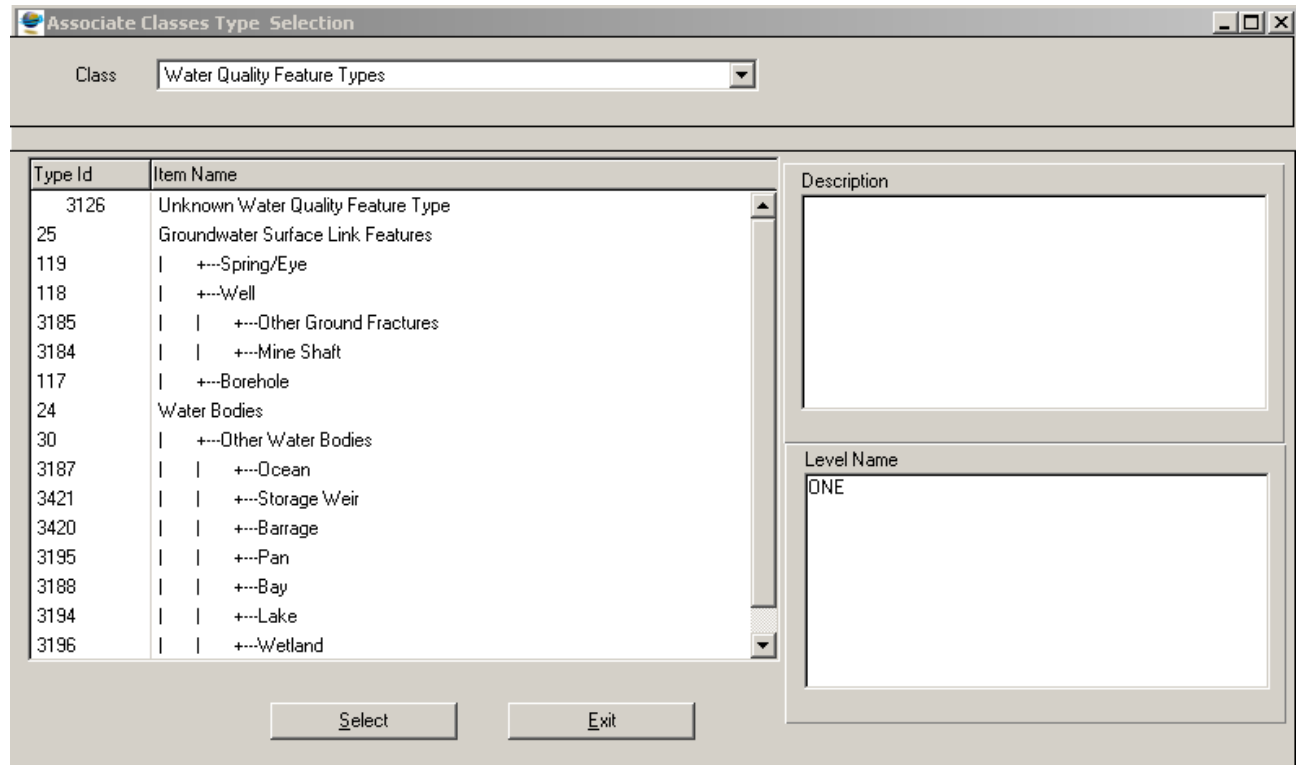 Associate Classes Type Selection
Class Water Quality Feature Types
Type Id Item Name
3126 Unknown Water Quality Feature Type
25 Groundwater Surface Link Features
119 | +---Spring/Eye
118 | +---Well
3185 | | +---Other Ground Fractures
3184 | | +---Mine Shaft
117 | +---Borehole
24 Water Bodies
30 | +---Other Water Bodies
3187 | | +---Ocean
3421 | | +---Storage Weir
3420 | | +---Barrage
3195 | | +---Pan
3188 | | +---Bay
3194 | | +---Lake
3196 | | +---Wetland
Description
Level Name
ONE
Select Exit